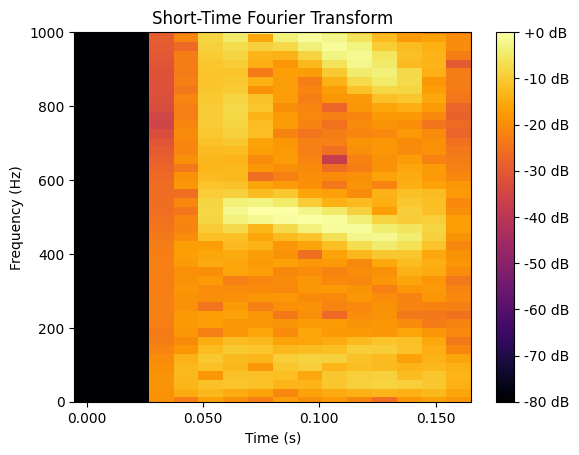 Short-Time Fourier Transform
1000
800
600
400
200
0
Frequency (Hz)
0.000
0.050
0.100
0.150
Time (s)
+0 dB
-10 dB
-20 dB
-30 dB
-40 dB
-50 dB
-60 dB
-70 dB
-80 dB